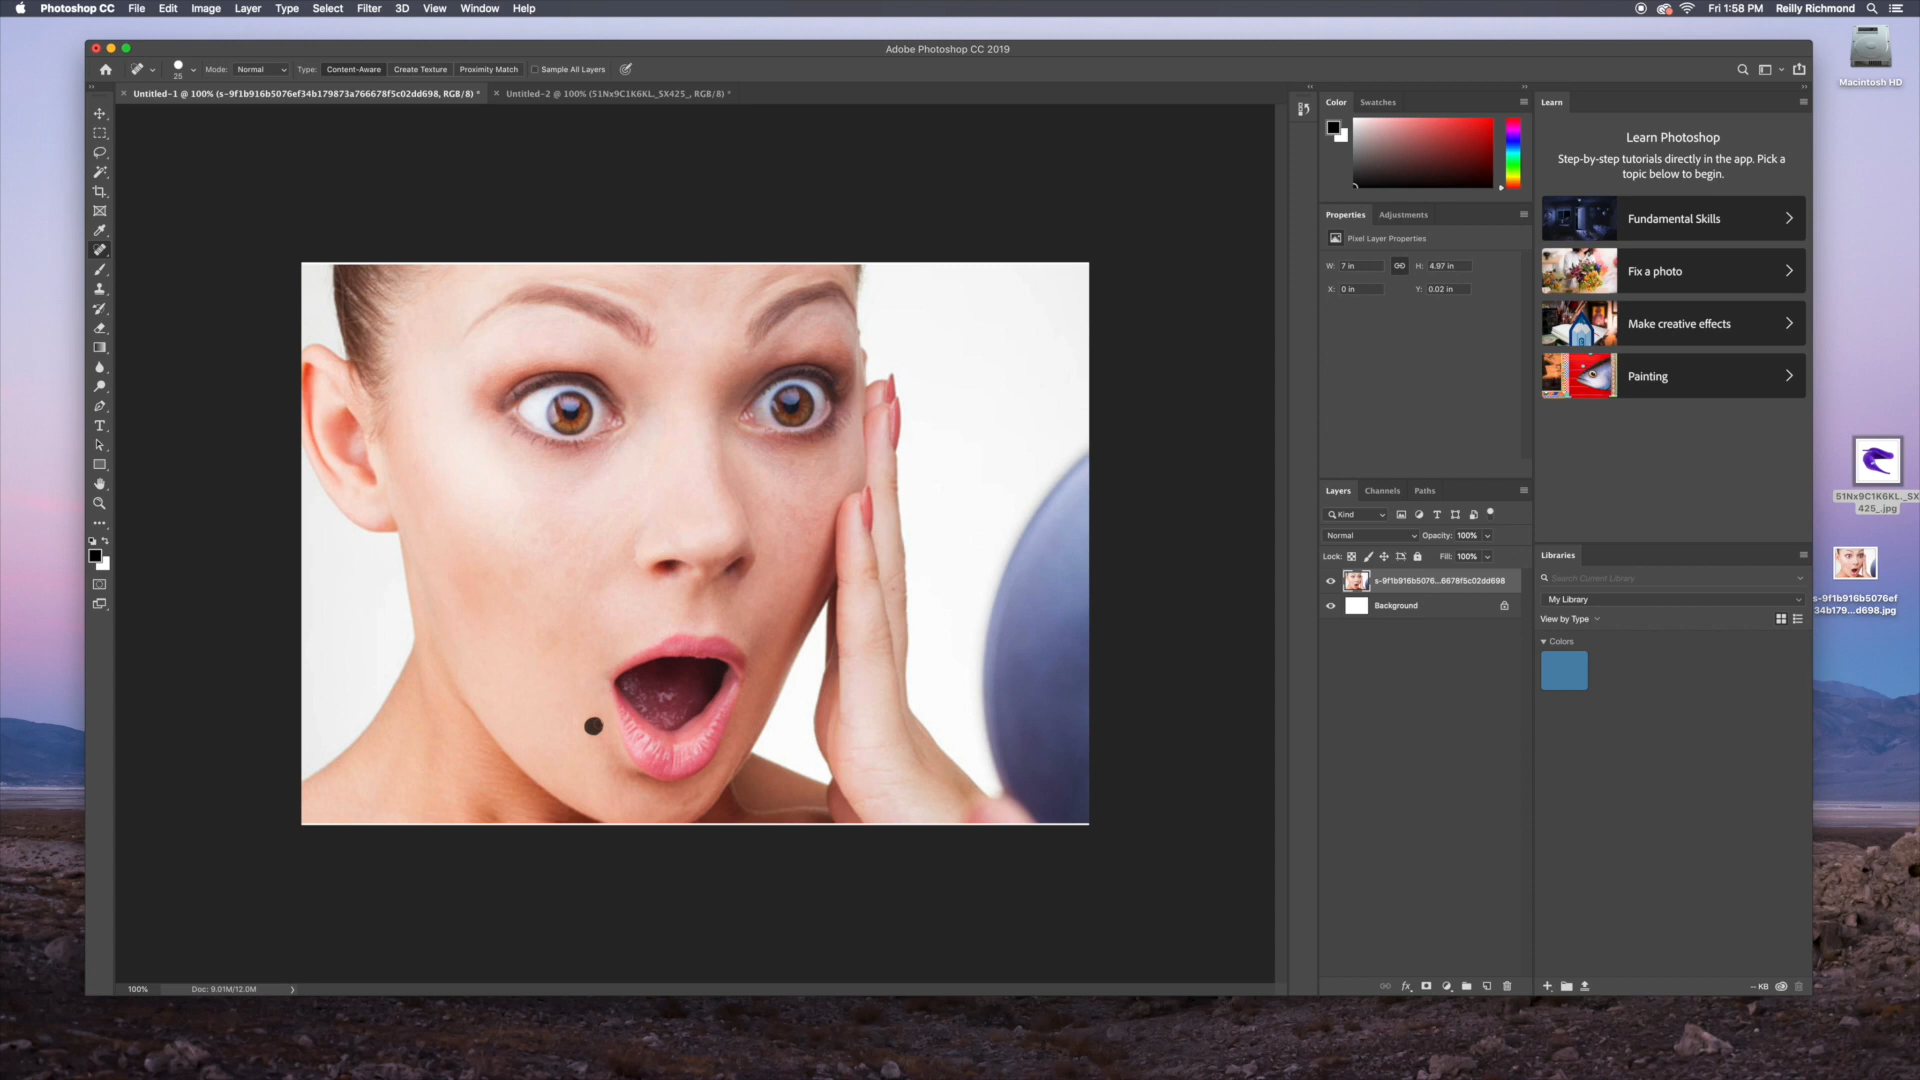 Photoshop CC File Edit Image Layer Type Select Filter 3D View Window Help Fri 1:58 PM Reilly Richmond
Adobe Photoshop CC 2019
25 Mode: Normal Type: Content-Aware Create Texture Proximity Match Sample All Layers
Untitled-1 @ 100% (s-9f1b916b5076ef34b179873a766678f5c02dd698, RGB/8) * Untitled-2 @ 100% (51Nx9C1K6KL._SX425_, RGB/8) *
Macintosh HD
Color Swatches
Learn
Learn Photoshop
Step-by-step tutorials directly in the app. Pick a
topic below to begin.
Fundamental Skills
Fix a photo
Make creative effects
Painting
Properties Adjustments
Pixel Layer Properties
W: 7 in H: 4.97 in
X: 0 in Y: 0.02 in
Layers Channels Paths
Kind
Normal Opacity: 100%
Lock: Fill: 100%
s-9f1b916b5076...6678f5c02dd698
Background
Libraries
Search Current Library
My Library
View by Type
Colors
51Nx9C1K6KL._SX
425_.jpg
s-9f1b916b5076ef
34b179...d698.jpg
100% Doc: 9.01M/12.0M
fx
-- KB